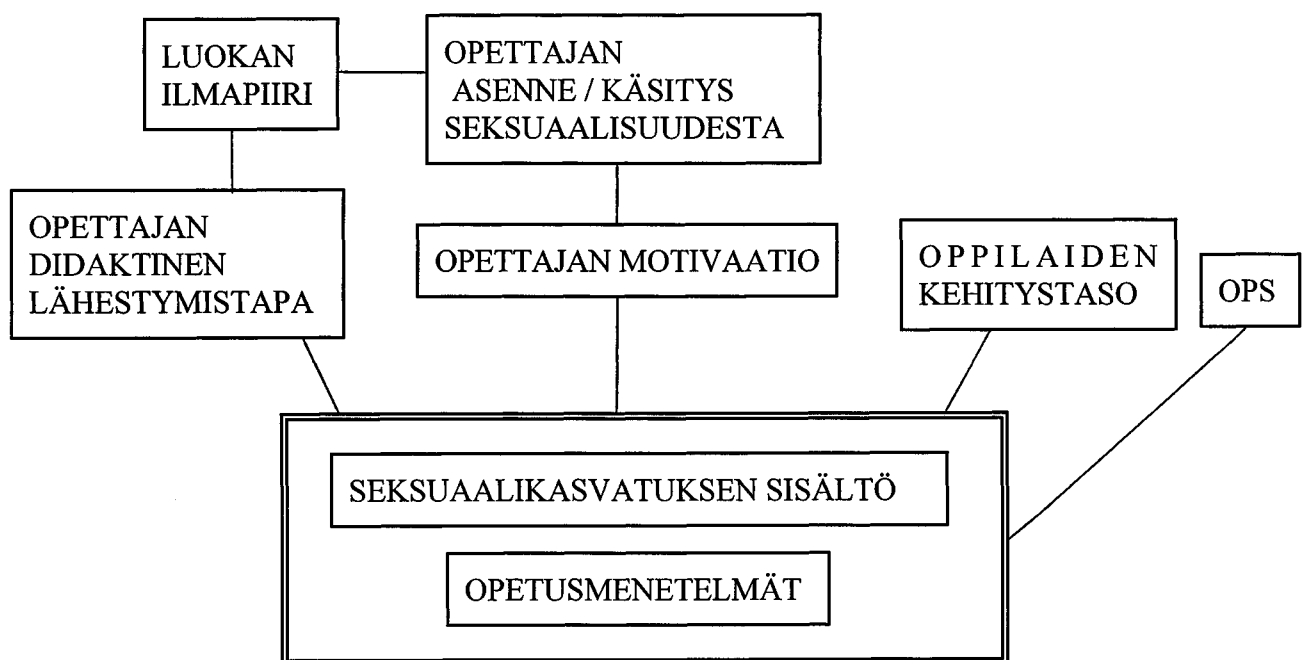 LUOKAN
ILMAPIIRI
OPETTAJAN
ASENNE / KÄSITYS
SEKSUAALISUUDESTA
OPETTAJAN
DIDAKTINEN
LÄHESTYMISTAPA
OPETTAJAN MOTIVAATIO
OPPILAIDEN
KEHITYSTASO
OPS
SEKSUAALIKASVATUKSEN SISÄLTÖ
OPETUSMENETELMÄT